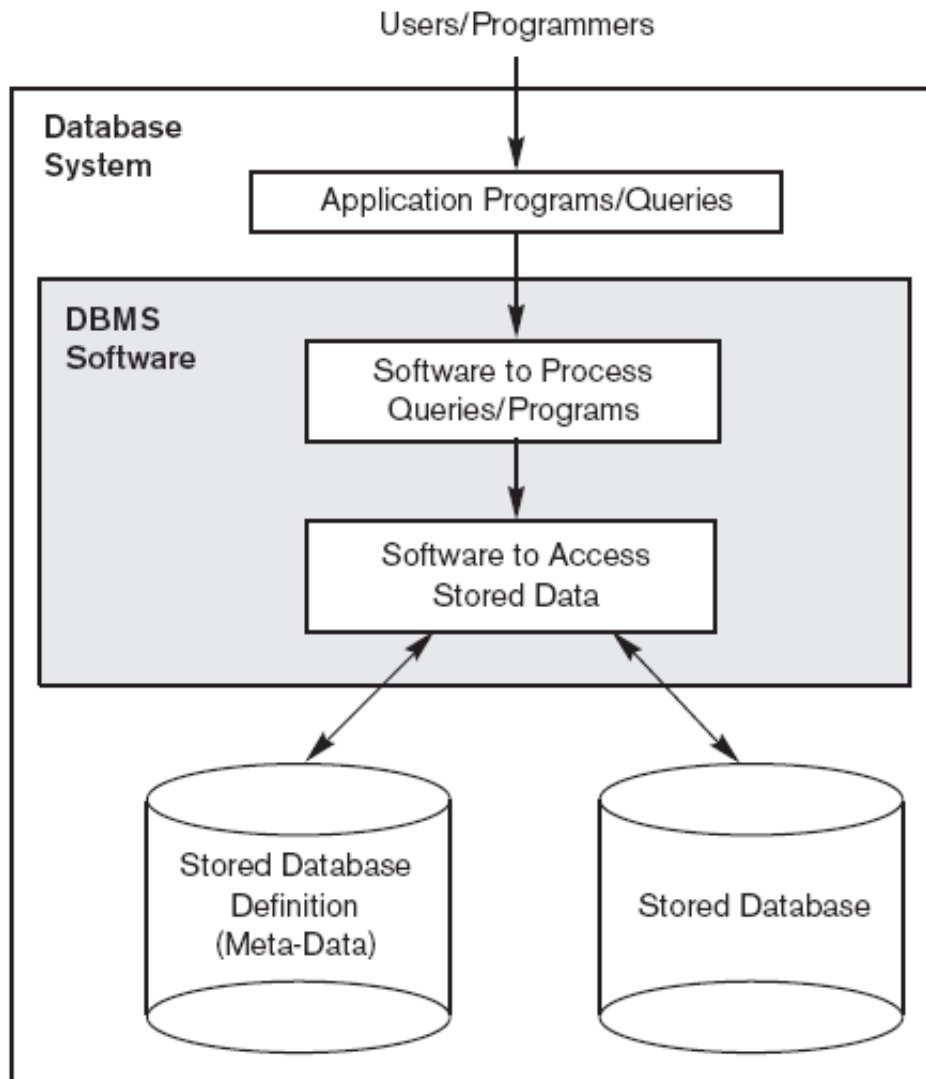 Users/Programmers
Database
System
Application Programs/Queries
DBMS
Software
Software to Process
Queries/Programs
Software to Access
Stored Data
Stored Database
Definition
(Meta-Data)
Stored Database